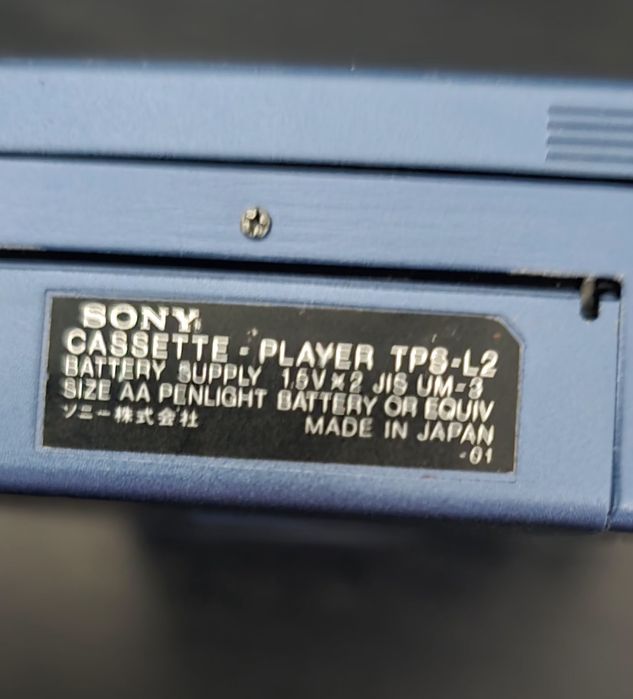 SONY
CASSETTE-PLAYER TPS-L2
BATTERY SUPPLY 1.5V×2 JIS UM-3
SIZE AA PENLIGHT BATTERY OR EQUIV
ソニー株式会社 MADE IN JAPAN
-01